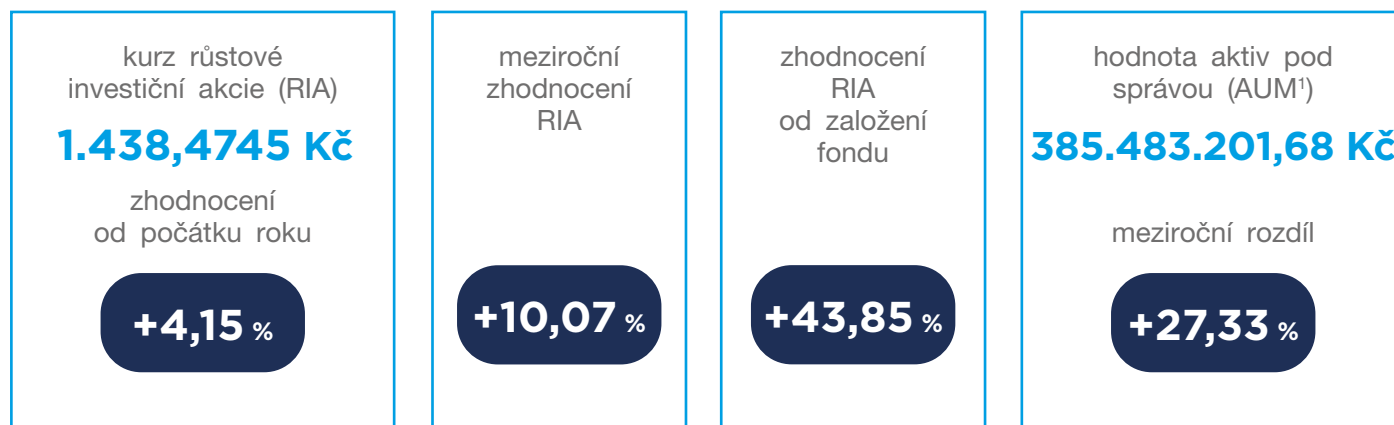 kurz růstové
investiční akcie (RIA)
1.438,4745 Kč
zhodnocení
od počátku roku
+4,15 %
meziroční
zhodnocení
RIA
+10,07 %
zhodnocení
RIA
od založení
fondu
+43,85 %
hodnota aktiv pod
správou (AUM¹)
385.483.201,68 Kč
meziroční rozdíl
+27,33 %